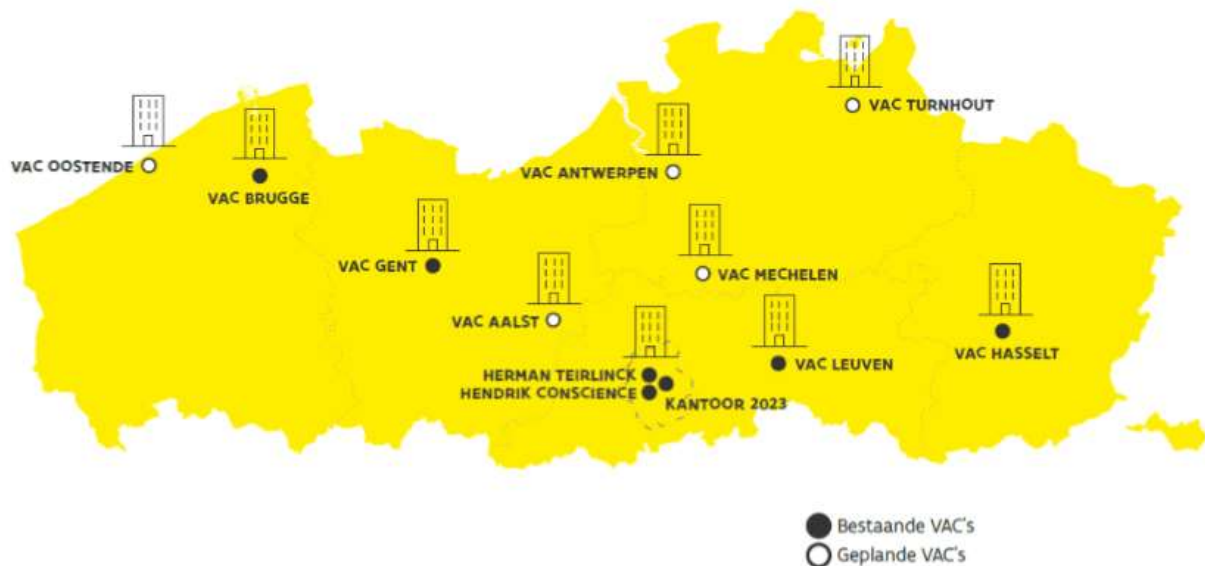 VAC TURNHOUT
VAC OOSTENDE
VAC ANTWERPEN
VAC BRUGGE
VAC GENT
VAC MECHELEN
VAC AALST
VAC HASSELT
VAC LEUVEN
HERMAN TEIRLINCK
HENDRIK CONSCIENCE
KANTOOR 2023
Bestaande VAC's
Geplande VAC's